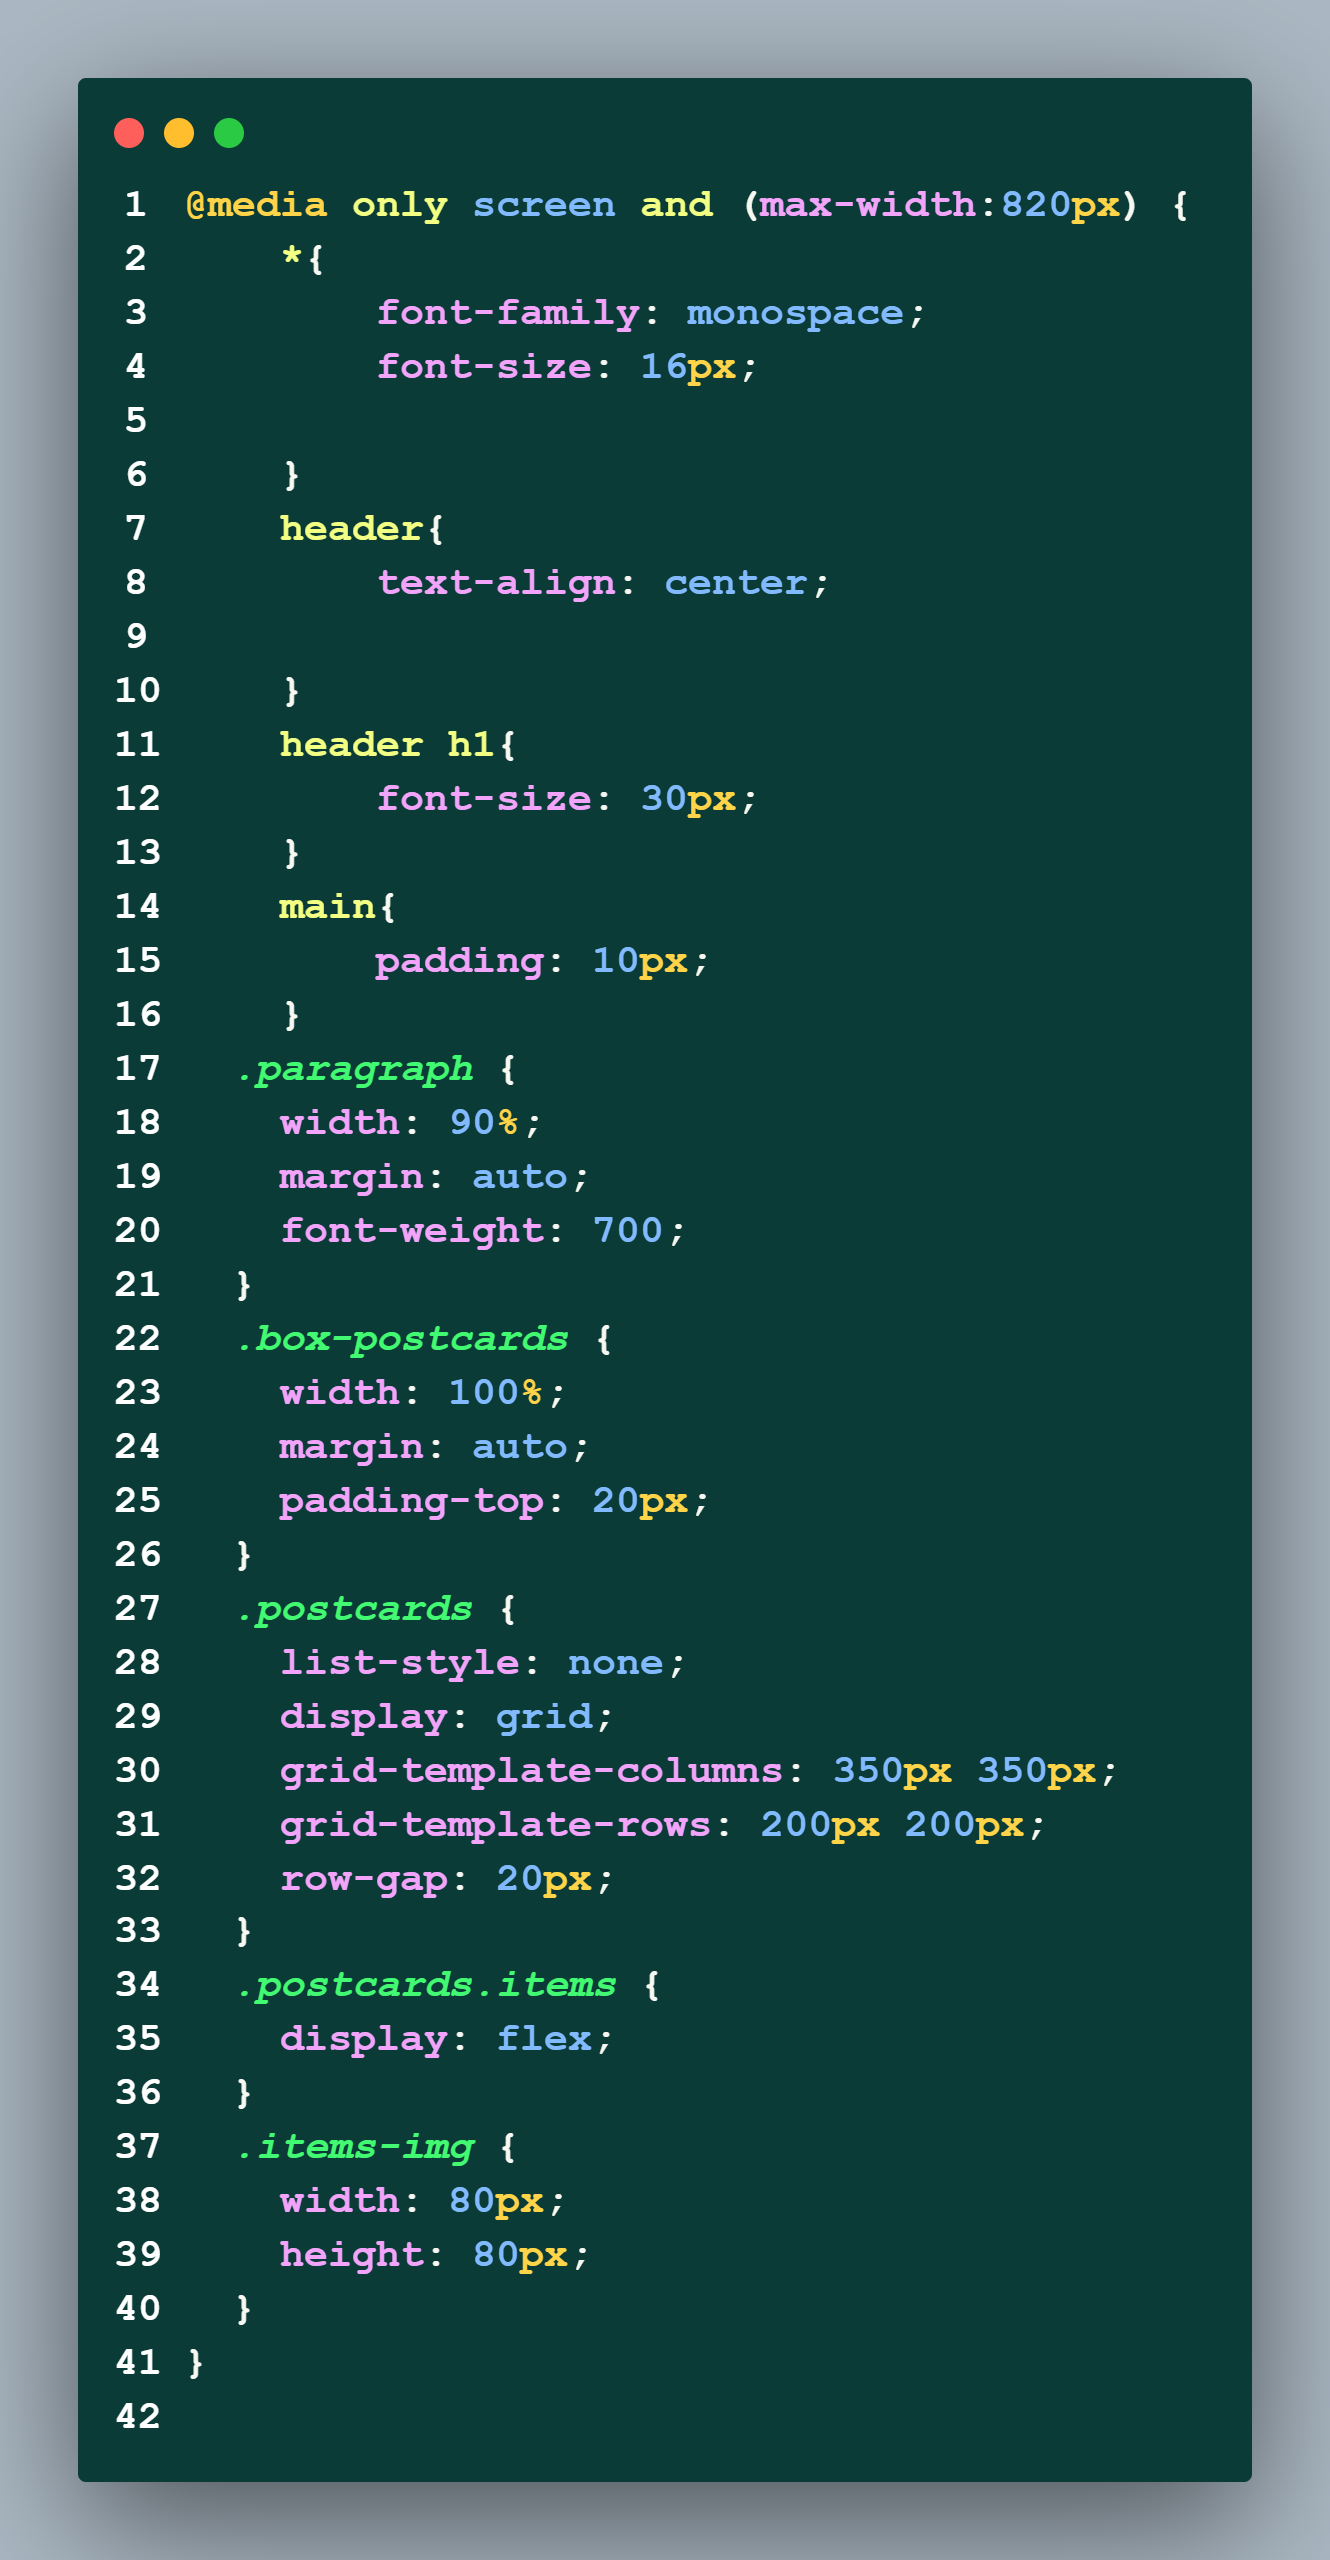 1 @media only screen and (max-width:820px) {
2     *{
3         font-family: monospace;
4         font-size: 16px;
5
6     }
7     header{
8         text-align: center;
9
10     }
11     header h1{
12         font-size: 30px;
13     }
14     main{
15         padding: 10px;
16     }
17   .paragraph {
18     width: 90%;
19     margin: auto;
20     font-weight: 700;
21   }
22   .box-postcards {
23     width: 100%;
24     margin: auto;
25     padding-top: 20px;
26   }
27   .postcards {
28     list-style: none;
29     display: grid;
30     grid-template-columns: 350px 350px;
31     grid-template-rows: 200px 200px;
32     row-gap: 20px;
33   }
34   .postcards.items {
35     display: flex;
36   }
37   .items-img {
38     width: 80px;
39     height: 80px;
40   }
41 }
42